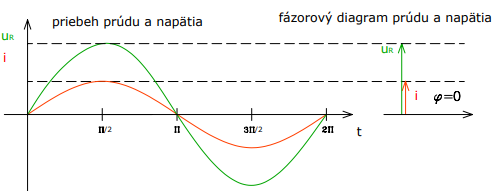 priebeh prúdu a napätia
fázorový diagram prúdu a napätia
uR
i
uR
i
φ=0
Π/2
Π
3Π/2
2Π
t